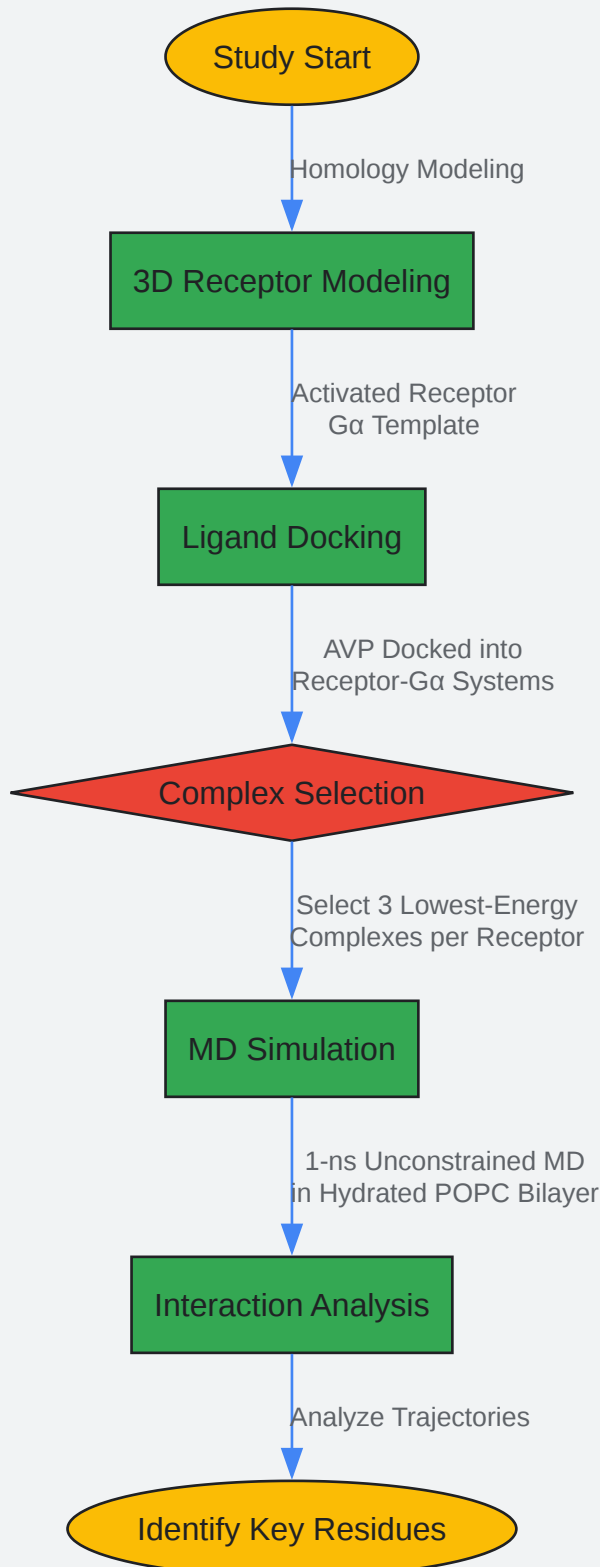 Study Start
Homology Modeling
3D Receptor Modeling
Activated Receptor
Gα Template
Ligand Docking
AVP Docked into
Receptor-Gα Systems
Complex Selection
Select 3 Lowest-Energy
Complexes per Receptor
MD Simulation
1-ns Unconstrained MD
in Hydrated POPC Bilayer
Interaction Analysis
Analyze Trajectories
Identify Key Residues